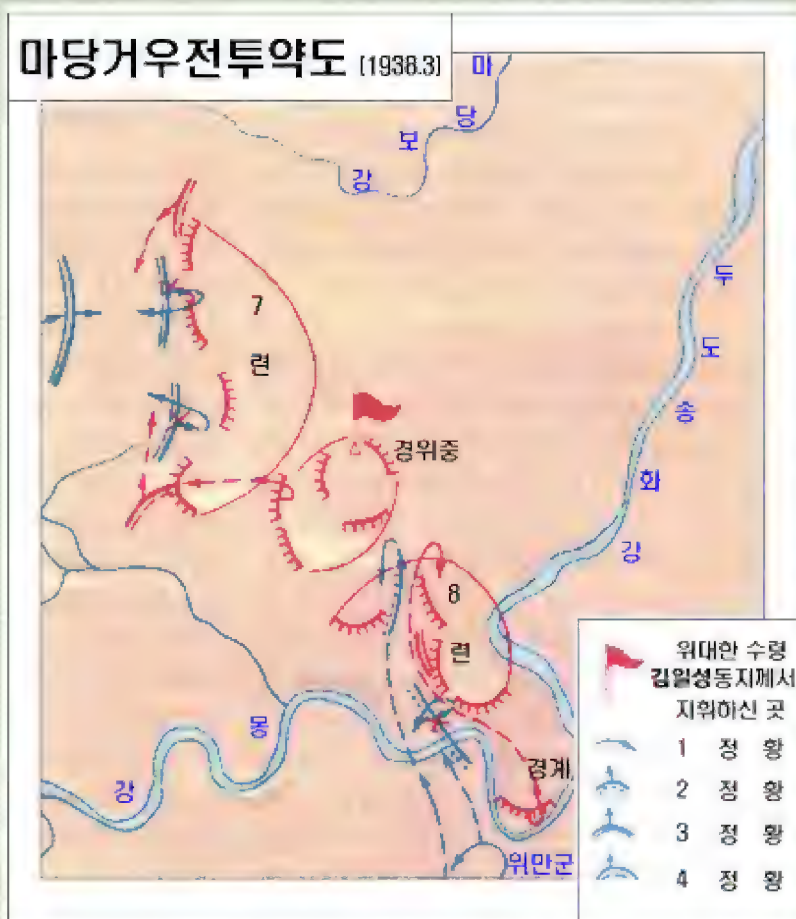 마당거우전투약도 (1938.3)
마당보강
두도송화강
7련
경위중
8련
몽강
경계
위만군
위대한 수령
김일성동지께서
지휘하신 곳
1 정 황
2 정 황
3 정 황
4 정 황